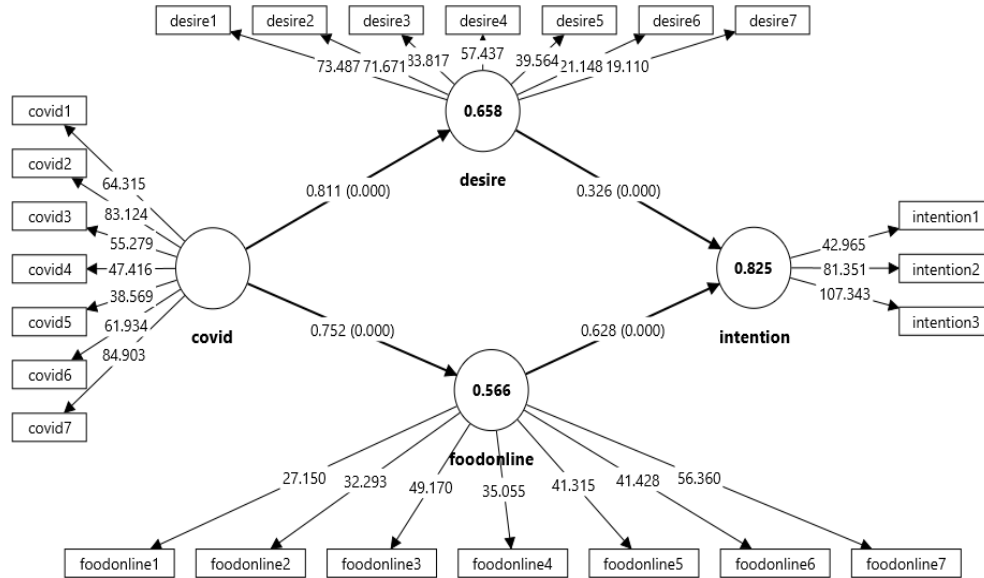 desire1
desire2
desire3
desire4
desire5
desire6
desire7
73.487
71.671
33.817
57.437
39.564
21.148
19.110
0.658
desire
covid1
covid2
covid3
covid4
covid5
covid6
covid7
64.315
83.124
55.279
47.416
38.569
61.934
84.903
covid
0.811 (0.000)
0.326 (0.000)
0.752 (0.000)
0.628 (0.000)
0.825
intention
42.965
81.351
107.343
intention1
intention2
intention3
0.566
foodonline
27.150
32.293
49.170
35.055
41.315
41.428
56.360
foodonline1
foodonline2
foodonline3
foodonline4
foodonline5
foodonline6
foodonline7